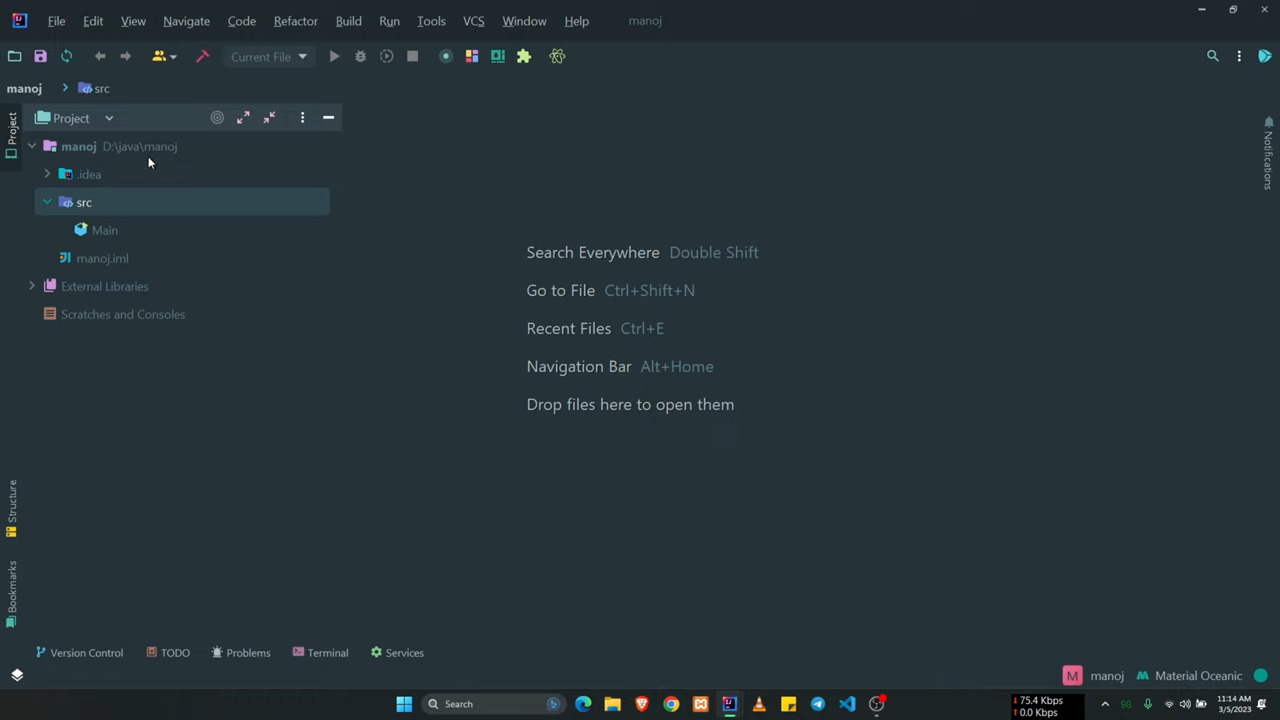 File Edit View Navigate Code Refactor Build Run Tools VCS Window Help manoj
Current File
manoj src
Project
Project
manoj D:\java\manoj
.idea
src
Main
manoj.iml
External Libraries
Scratches and Consoles
Search Everywhere Double Shift
Go to File Ctrl+Shift+N
Recent Files Ctrl+E
Navigation Bar Alt+Home
Drop files here to open them
Notifications
Structure
Bookmarks
Version Control TODO Problems Terminal Services
M manoj Material Oceanic
Search
75.4 Kbps
0.0 Kbps
98
11:14 AM
3/5/2023